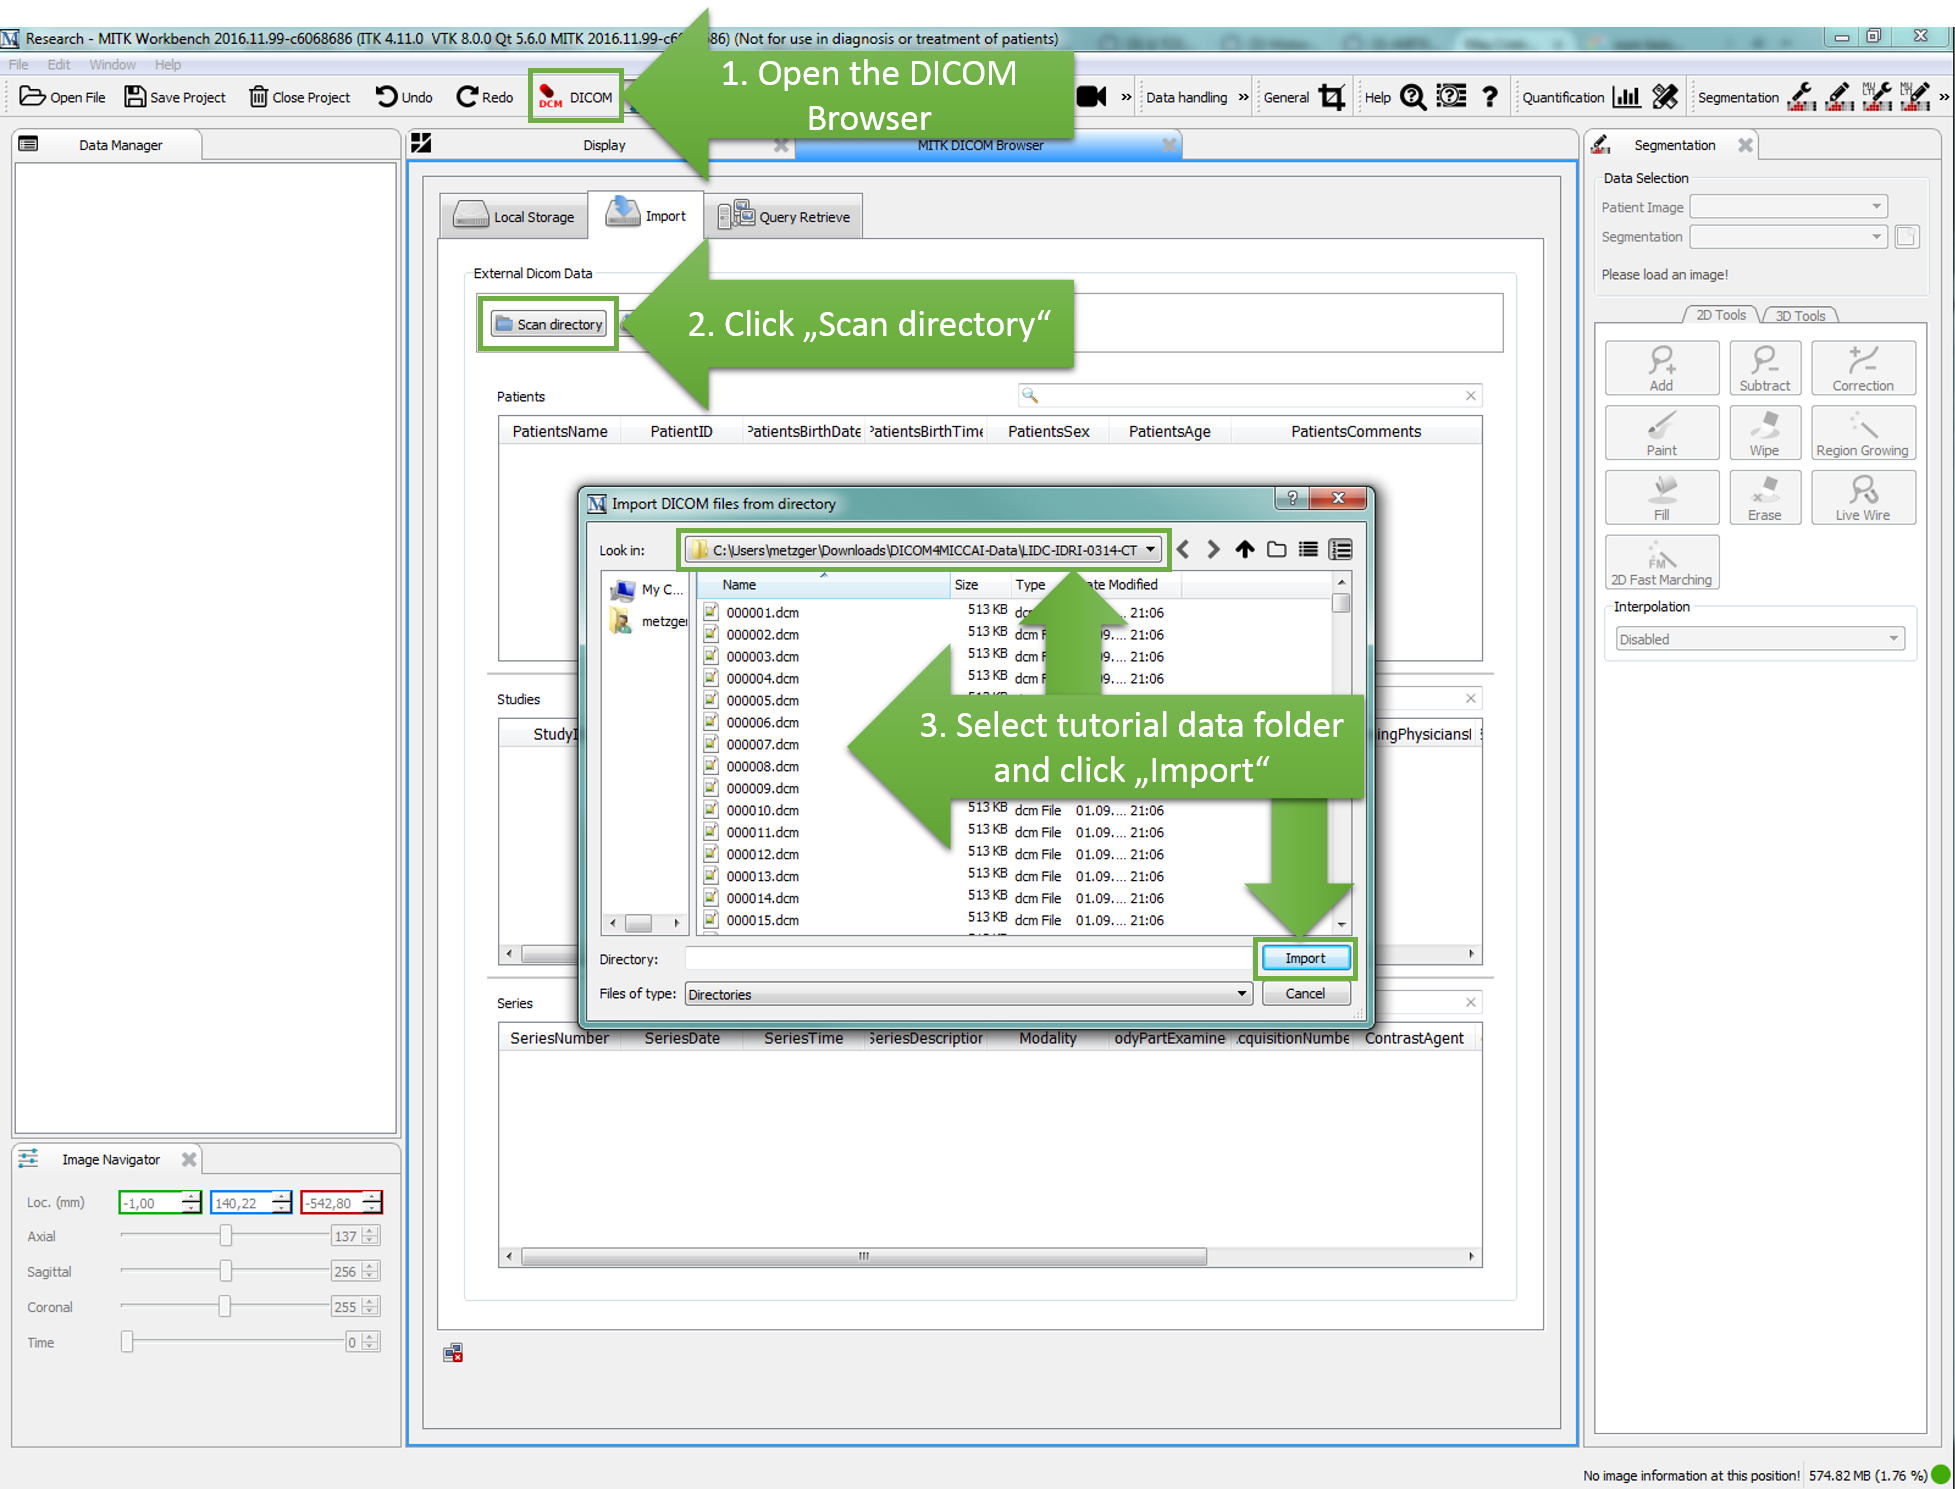 Research - MITK Workbench 2016.11.99-c6068686 (ITK 4.11.0 VTK 8.0.0 Qt 5.6.0 MITK 2016.11.99-c6 586) (Not for use in diagnosis or treatment of patients)
File Edit Window Help
Open File Save Project Close Project Undo Redo DCM DICOM » Data handling » General Help ? Quantification Segmentation »
1. Open the DICOM
Browser
Data Manager
Display
MITK DICOM Browser
Local Storage
Import
Query Retrieve
External Dicom Data
Scan directory
2. Click „Scan directory“
Patients
PatientsName PatientID PatientsBirthDate PatientsBirthTime PatientsSex PatientsAge PatientsComments
Import DICOM files from directory
Look in: C:\Users\metzger\Downloads\DICOM4MICCAI-Data\LIDC-IDRI-0314-CT
My C...
metzger
Name Size Type te Modified
000001.dcm 513 KB dc 21:06
000002.dcm 513 KB dcm F 9.... 21:06
000003.dcm 513 KB dcm F 9.... 21:06
000004.dcm 513 KB dcm F 9.... 21:06
000005.dcm
000006.dcm
000007.dcm
000008.dcm
000009.dcm
000010.dcm 513 KB dcm File 01.09.... 21:06
000011.dcm 513 KB dcm File 01.09.... 21:06
000012.dcm 513 KB dcm File 01.09.... 21:06
000013.dcm 513 KB dcm File 01.09.... 21:06
000014.dcm 513 KB dcm File 01.09.... 21:06
000015.dcm 513 KB dcm File 01.09.... 21:06
3. Select tutorial data folder
and click „Import“
Directory: Import
Files of type: Directories Cancel
Studies
StudyI ingPhysiciansI
Series
SeriesNumber SeriesDate SeriesTime SeriesDescription Modality odyPartExamine cquisitionNumbe ContrastAgent
Image Navigator
Loc. (mm) -1,00 140,22 -542,80
Axial 137
Sagittal 256
Coronal 255
Time 0
Segmentation
Data Selection
Patient Image
Segmentation
Please load an image!
2D Tools 3D Tools
Add Subtract Correction
Paint Wipe Region Growing
Fill Erase Live Wire
FM
2D Fast Marching
Interpolation
Disabled
No image information at this position! 574.82 MB (1.76 %)